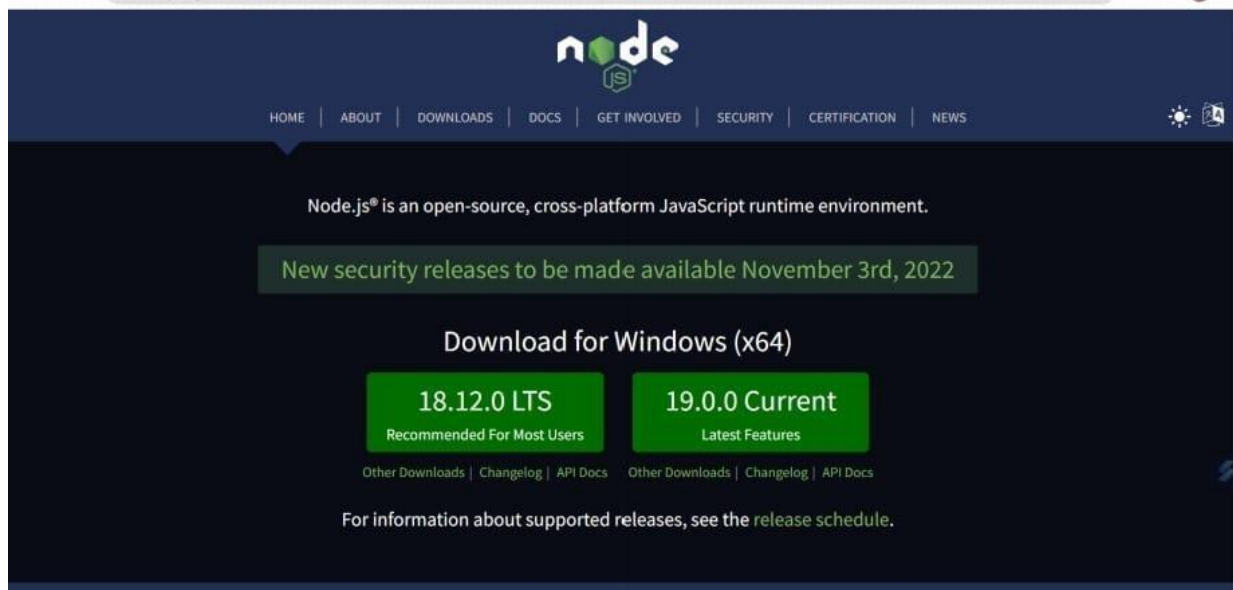 node
JS
HOME | ABOUT | DOWNLOADS | DOCS | GET INVOLVED | SECURITY | CERTIFICATION | NEWS
Node.js® is an open-source, cross-platform JavaScript runtime environment.
New security releases to be made available November 3rd, 2022
Download for Windows (x64)
18.12.0 LTS 19.0.0 Current
Recommended For Most Users Latest Features
Other Downloads | Changelog | API Docs Other Downloads | Changelog | API Docs
For information about supported releases, see the release schedule.